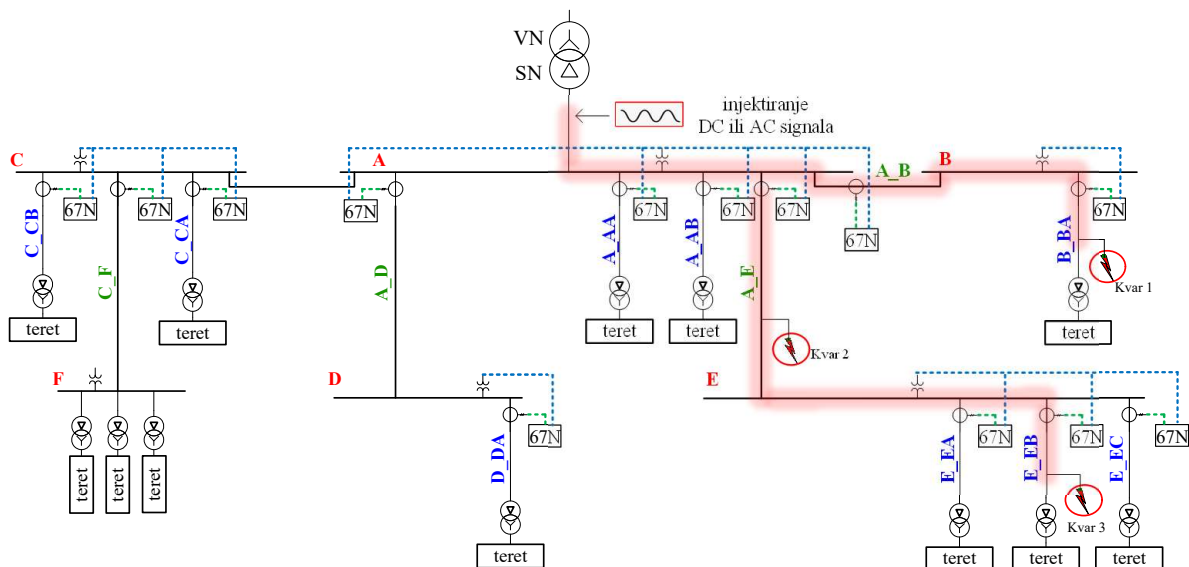 VN
SN
injektiranje
DC ili AC signala
C
A
A_B
B
67N
67N
67N
67N
67N
67N
67N
67N
67N
C_CB
C_F
C_CA
A_D
A_AA
A_AB
A_E
B_BA
Kvar 1
teret
teret
teret
teret
teret
Kvar 2
F
D
E
67N
67N
67N
67N
D_DA
E_EA
E_EB
E_EC
teret
teret
teret
Kvar 3
teret
teret
teret
teret